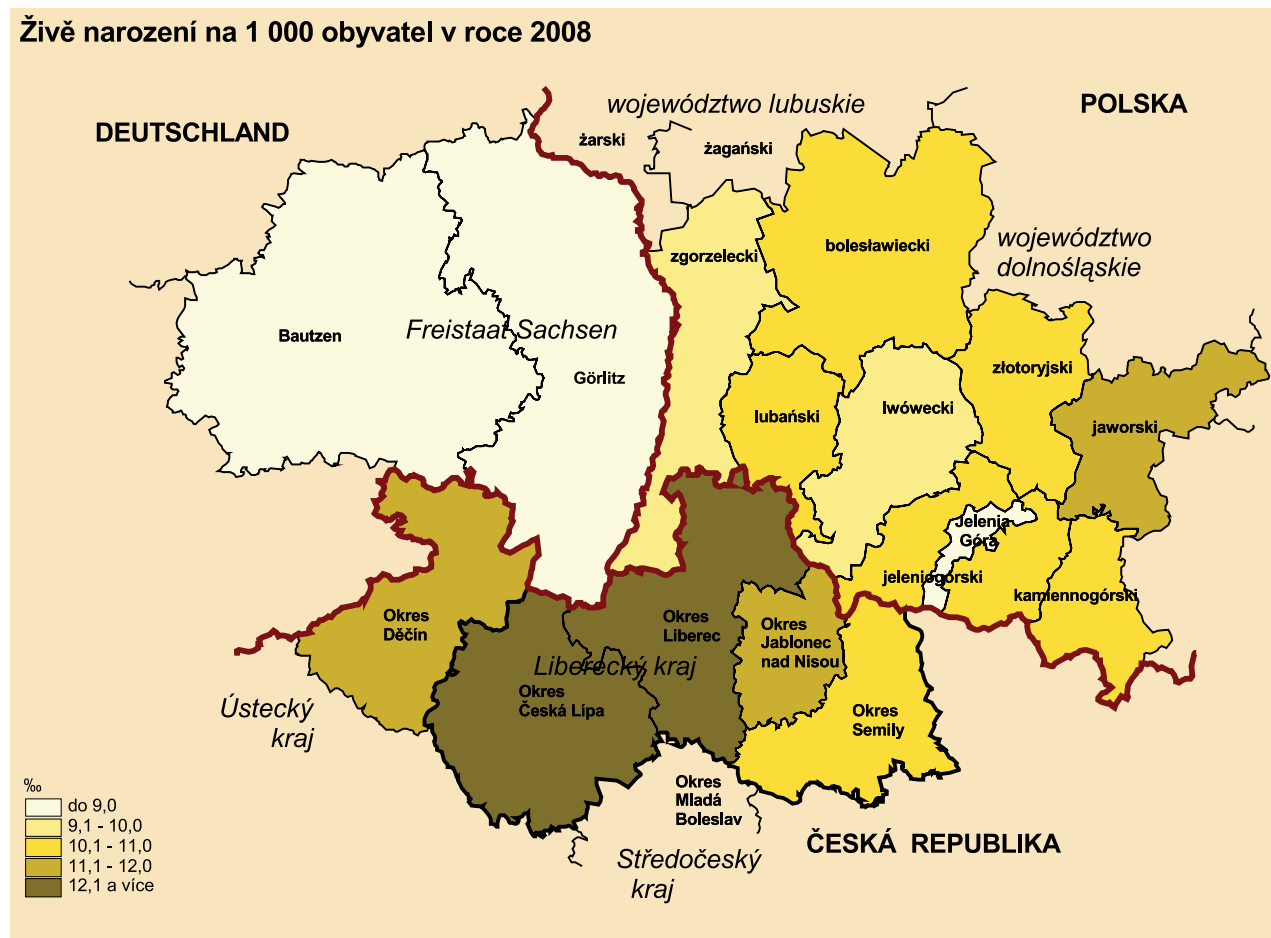 Živě narození na 1 000 obyvatel v roce 2008
województwo lubuskie
POLSKA
DEUTSCHLAND
żarski
żagański
zgorzelecki
bolesławiecki
województwo
dolnośląskie
Freistaat Sachsen
Bautzen
Görlitz
złotoryjski
lubański
lwówecki
jaworski
Jelenia
Góra
jeleniogórski
kamiennogórski
Okres
Děčín
Okres
Liberec
Okres
Jablonec
nad Nisou
Liberecký kraj
Okres
Česká Lípa
Okres
Semily
Ústecký
kraj
Okres
Mladá
Boleslav
ČESKÁ REPUBLIKA
Středočeský
kraj
‰
do 9,0
9,1 - 10,0
10,1 - 11,0
11,1 - 12,0
12,1 a více